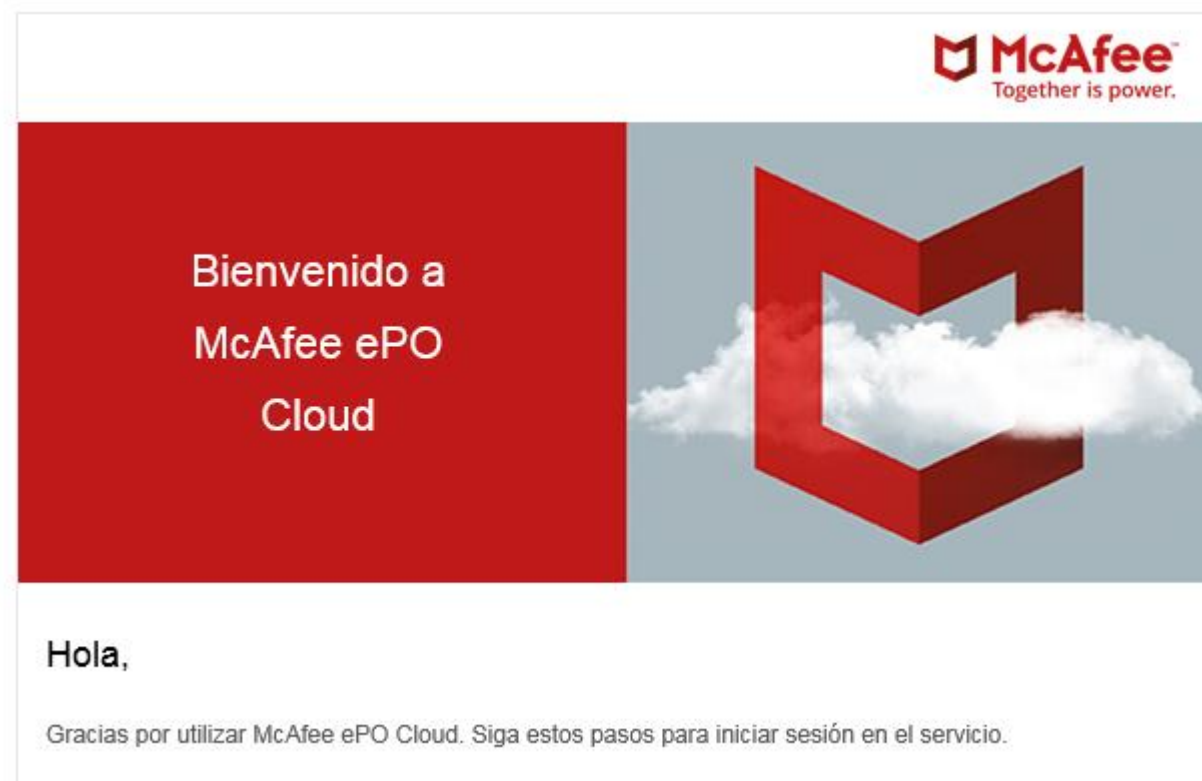 McAfee™
Together is power.
Bienvenido a
McAfee ePO
Cloud
Hola,
Gracias por utilizar McAfee ePO Cloud. Siga estos pasos para iniciar sesión en el servicio.